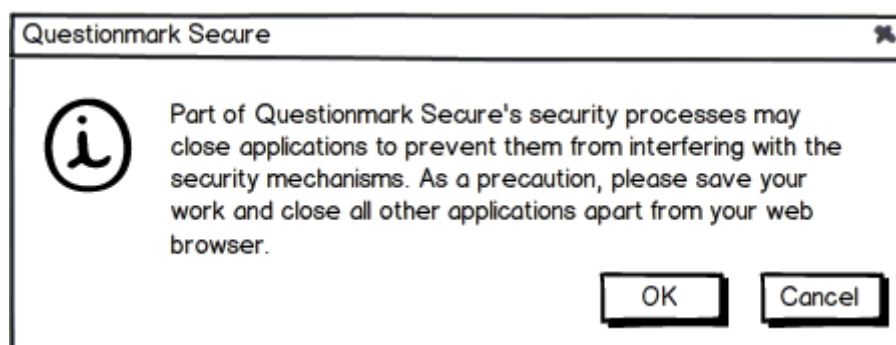 Questionmark Secure
Part of Questionmark Secure's security processes may
close applications to prevent them from interfering with the
security mechanisms. As a precaution, please save your
work and close all other applications apart from your web
browser.
OK Cancel